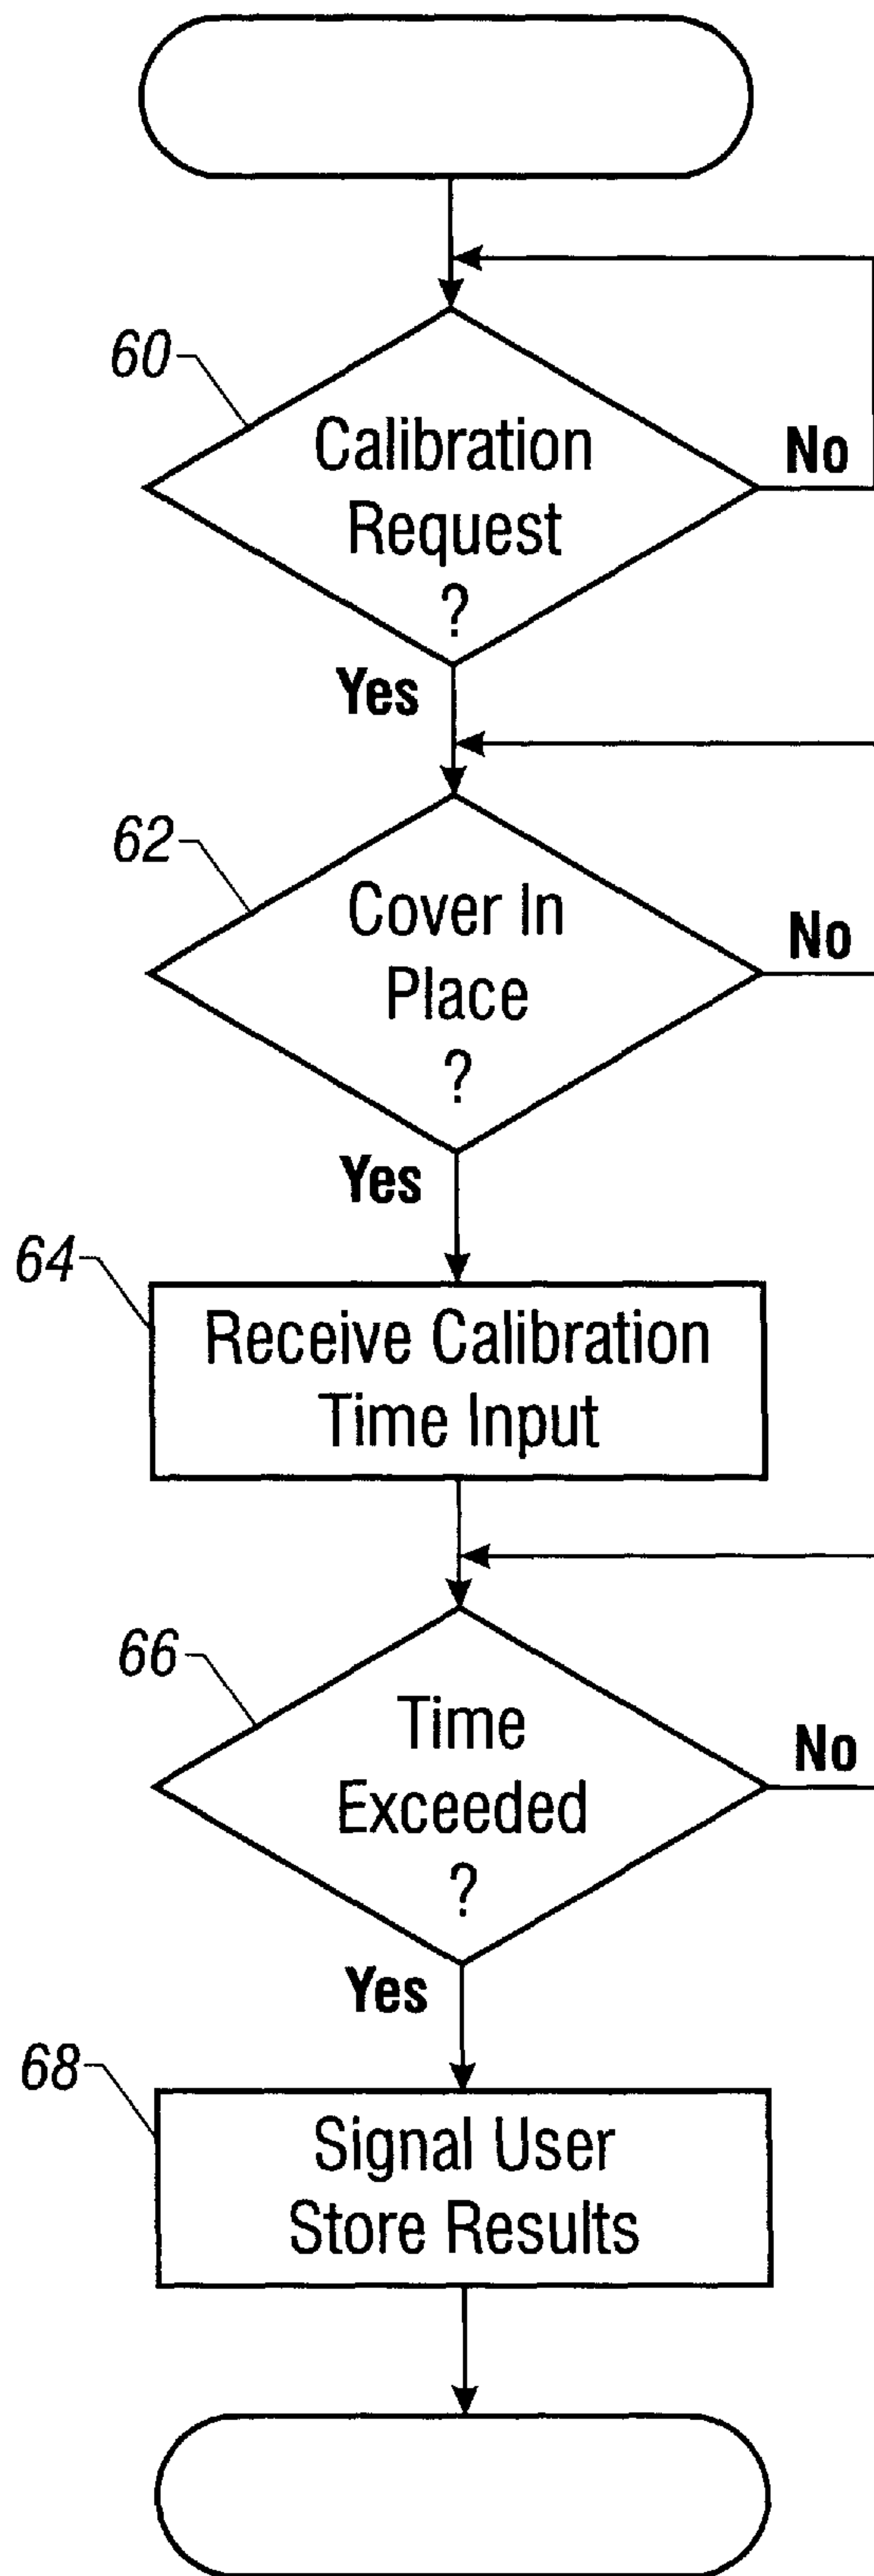 60
Calibration
No
Request
?
Yes
62
Cover In
No
Place
?
Yes
64
Receive Calibration
Time Input
66
Time
No
Exceeded
?
Yes
68
Signal User
Store Results